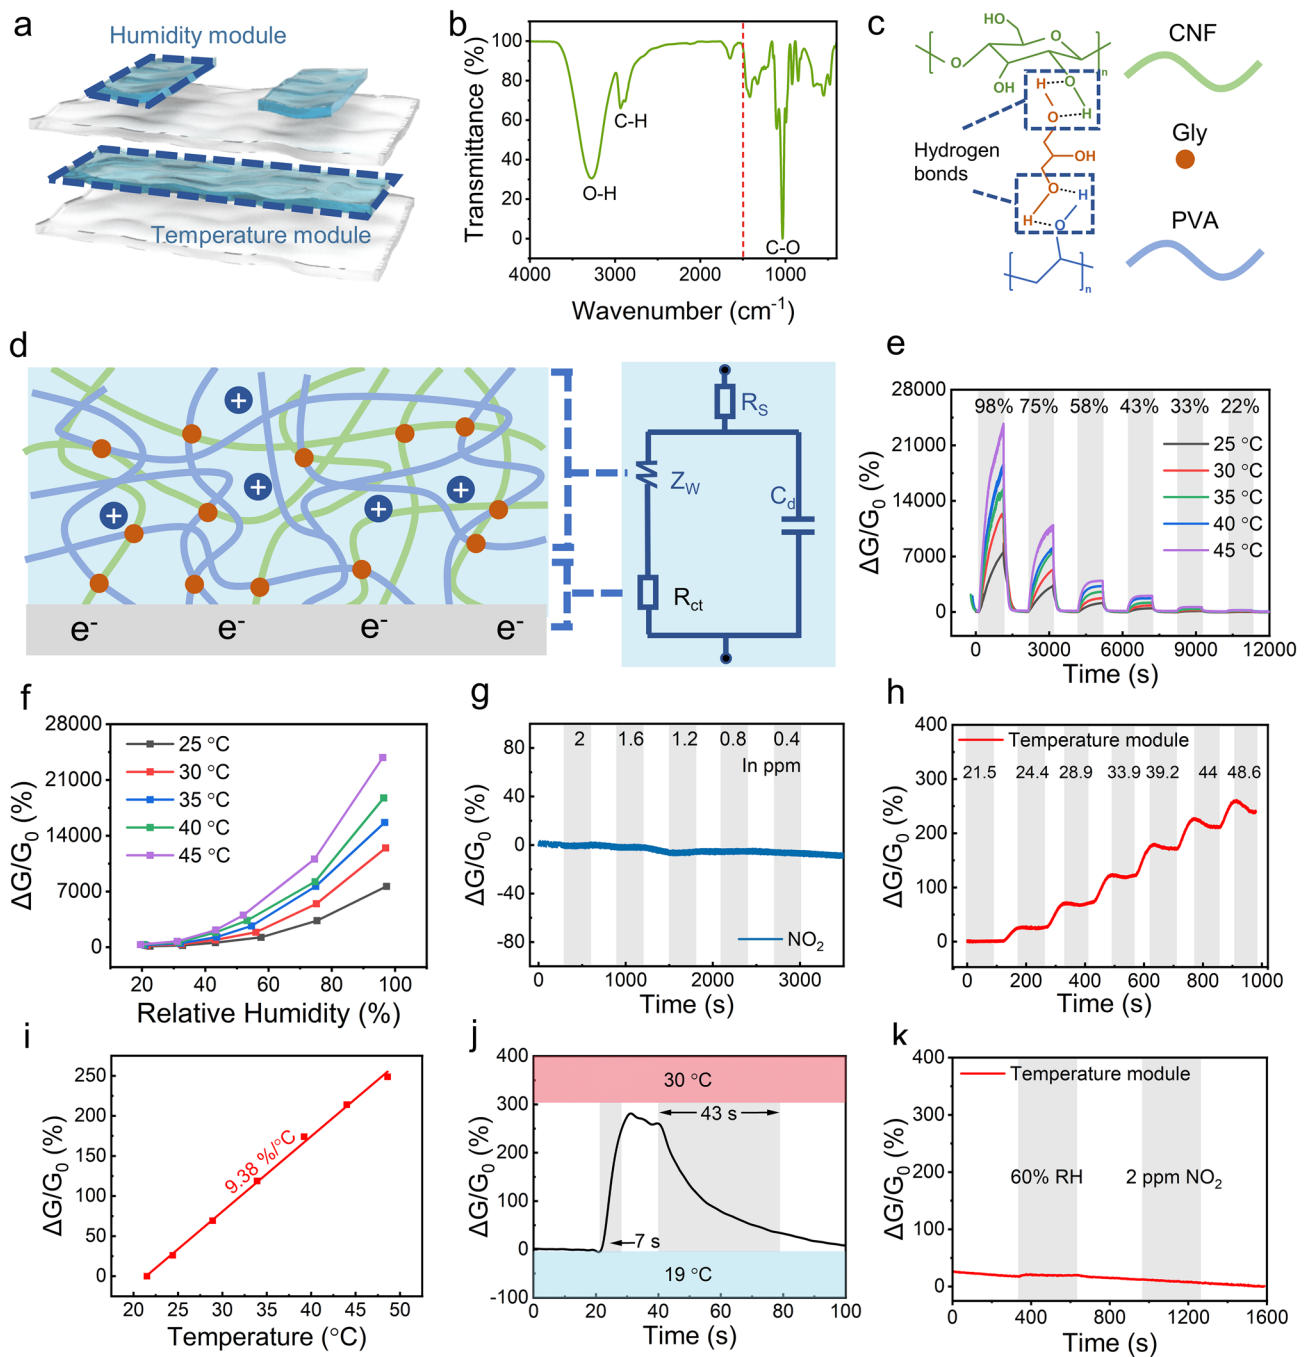 a
Humidity module
Temperature module
b
Transmittance (%)
100
80
60
40
20
0
O-H
C-H
C-O
4000
3000
2000
1000
Wavenumber (cm⁻¹)
c
HO
HO
O
O
OH
n
H
O
O
H
OH
O
H
H
O
n
Hydrogen
bonds
CNF
Gly
PVA
d
+
+
+
+
+
e⁻
e⁻
e⁻
e⁻
R_S
Z_W
C_d
R_ct
e
ΔG/G₀ (%)
28000
21000
14000
7000
0
98%
75%
58%
43%
33%
22%
25 °C
30 °C
35 °C
40 °C
45 °C
0
3000
6000
9000
12000
Time (s)
f
ΔG/G₀ (%)
28000
21000
14000
7000
0
25 °C
30 °C
35 °C
40 °C
45 °C
20
40
60
80
100
Relative Humidity (%)
g
ΔG/G₀ (%)
80
40
0
-40
-80
2
1.6
1.2
0.8
0.4
In ppm
NO₂
0
1000
2000
3000
Time (s)
h
ΔG/G₀ (%)
400
300
200
100
0
Temperature module
21.5
24.4
28.9
33.9
39.2
44
48.6
0
200
400
600
800
1000
Time (s)
i
ΔG/G₀ (%)
250
200
150
100
50
0
9.38 %/°C
20
25
30
35
40
45
50
Temperature (°C)
j
ΔG/G₀ (%)
400
300
200
100
0
-100
30 °C
43 s
7 s
19 °C
0
20
40
60
80
100
Time (s)
k
ΔG/G₀ (%)
400
300
200
100
0
Temperature module
60% RH
2 ppm NO₂
0
400
800
1200
1600
Time (s)